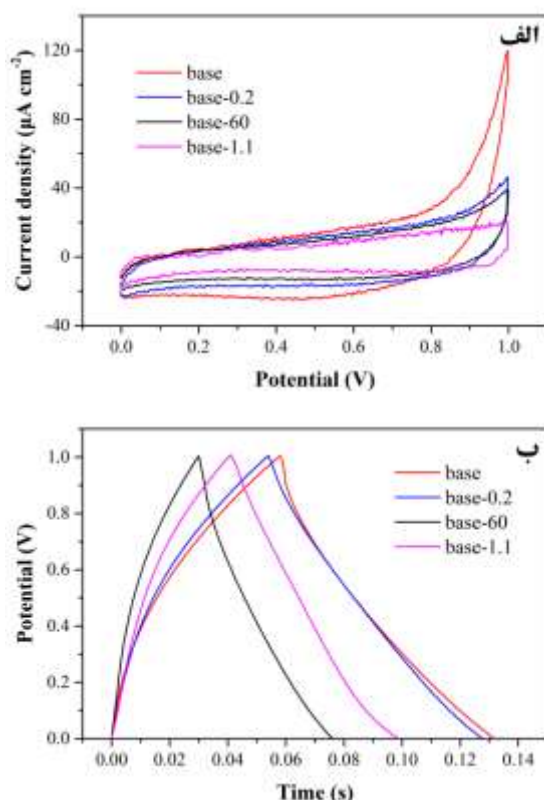 الف
120
80
40
0
-40
Current density (µA cm-2)
base
base-0.2
base-60
base-1.1
0.0 0.2 0.4 0.6 0.8 1.0
Potential (V)
ب
1.0
0.8
0.6
0.4
0.2
0.0
Potential (V)
base
base-0.2
base-60
base-1.1
0.00 0.02 0.04 0.06 0.08 0.10 0.12 0.14
Time (s)